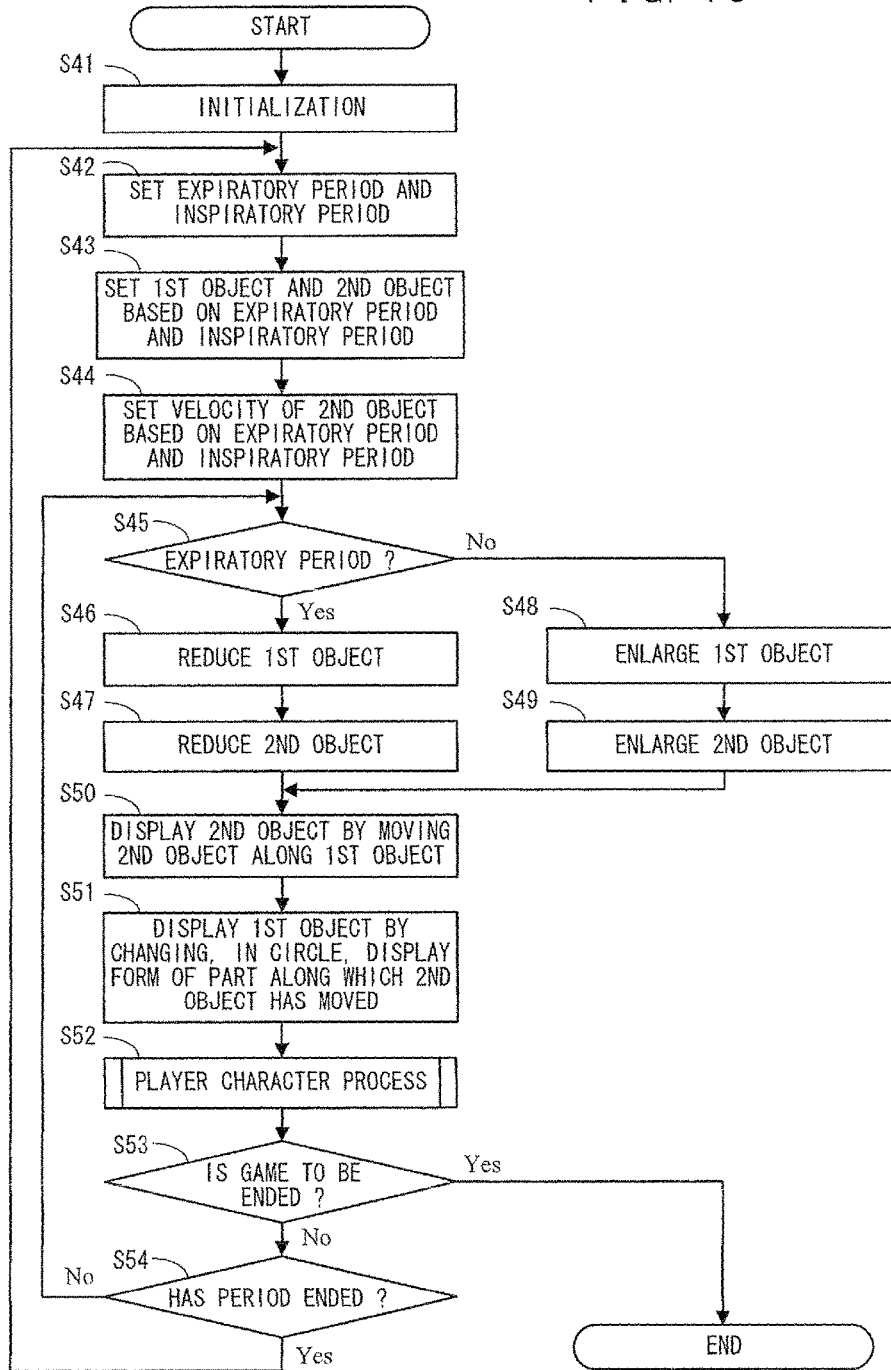 START
S41
INITIALIZATION
S42
SET EXPIRATORY PERIOD AND
INSPIRATORY PERIOD
S43
SET 1ST OBJECT AND 2ND OBJECT
BASED ON EXPIRATORY PERIOD
AND INSPIRATORY PERIOD
S44
SET VELOCITY OF 2ND OBJECT
BASED ON EXPIRATORY PERIOD
AND INSPIRATORY PERIOD
S45
EXPIRATORY PERIOD ?
No
Yes
S46
REDUCE 1ST OBJECT
S48
ENLARGE 1ST OBJECT
S47
REDUCE 2ND OBJECT
S49
ENLARGE 2ND OBJECT
S50
DISPLAY 2ND OBJECT BY MOVING
2ND OBJECT ALONG 1ST OBJECT
S51
DISPLAY 1ST OBJECT BY
CHANGING, IN CIRCLE, DISPLAY
FORM OF PART ALONG WHICH 2ND
OBJECT HAS MOVED
S52
PLAYER CHARACTER PROCESS
S53
IS GAME TO BE
ENDED ?
Yes
No
S54
HAS PERIOD ENDED ?
No
Yes
END